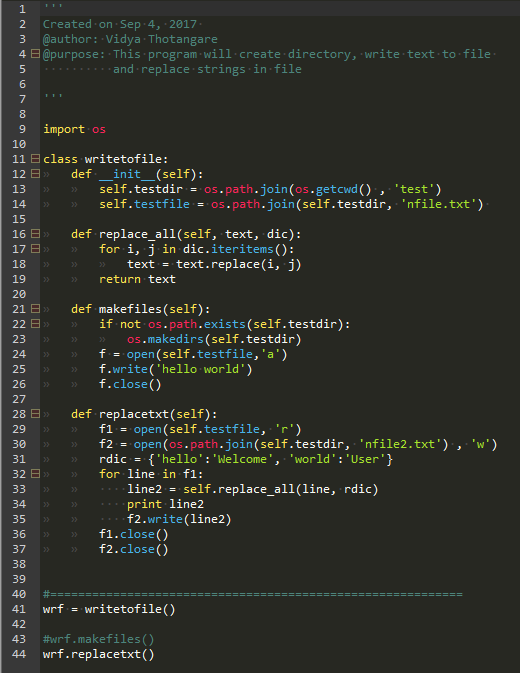 1 '''
2 Created on Sep 4, 2017
3 @author: Vidya Thotangare
4 @purpose: This program will create directory, write text to file
5           and replace strings in file
6
7 '''
8
9 import os
10
11 class writetofile:
12     def __init__(self):
13         self.testdir = os.path.join(os.getcwd() , 'test')
14         self.testfile = os.path.join(self.testdir, 'nfile.txt')
15
16     def replace_all(self, text, dic):
17         for i, j in dic.iteritems():
18             text = text.replace(i, j)
19         return text
20
21     def makefiles(self):
22         if not os.path.exists(self.testdir):
23             os.makedirs(self.testdir)
24         f = open(self.testfile,'a')
25         f.write('hello world')
26         f.close()
27
28     def replacetxt(self):
29         f1 = open(self.testfile, 'r')
30         f2 = open(os.path.join(self.testdir, 'nfile2.txt') , 'w')
31         rdic = {'hello':'Welcome', 'world':'User'}
32         for line in f1:
33             line2 = self.replace_all(line, rdic)
34             print line2
35             f2.write(line2)
36         f1.close()
37         f2.close()
38
39
40 #===========================================================
41 wrf = writetofile()
42
43 #wrf.makefiles()
44 wrf.replacetxt()